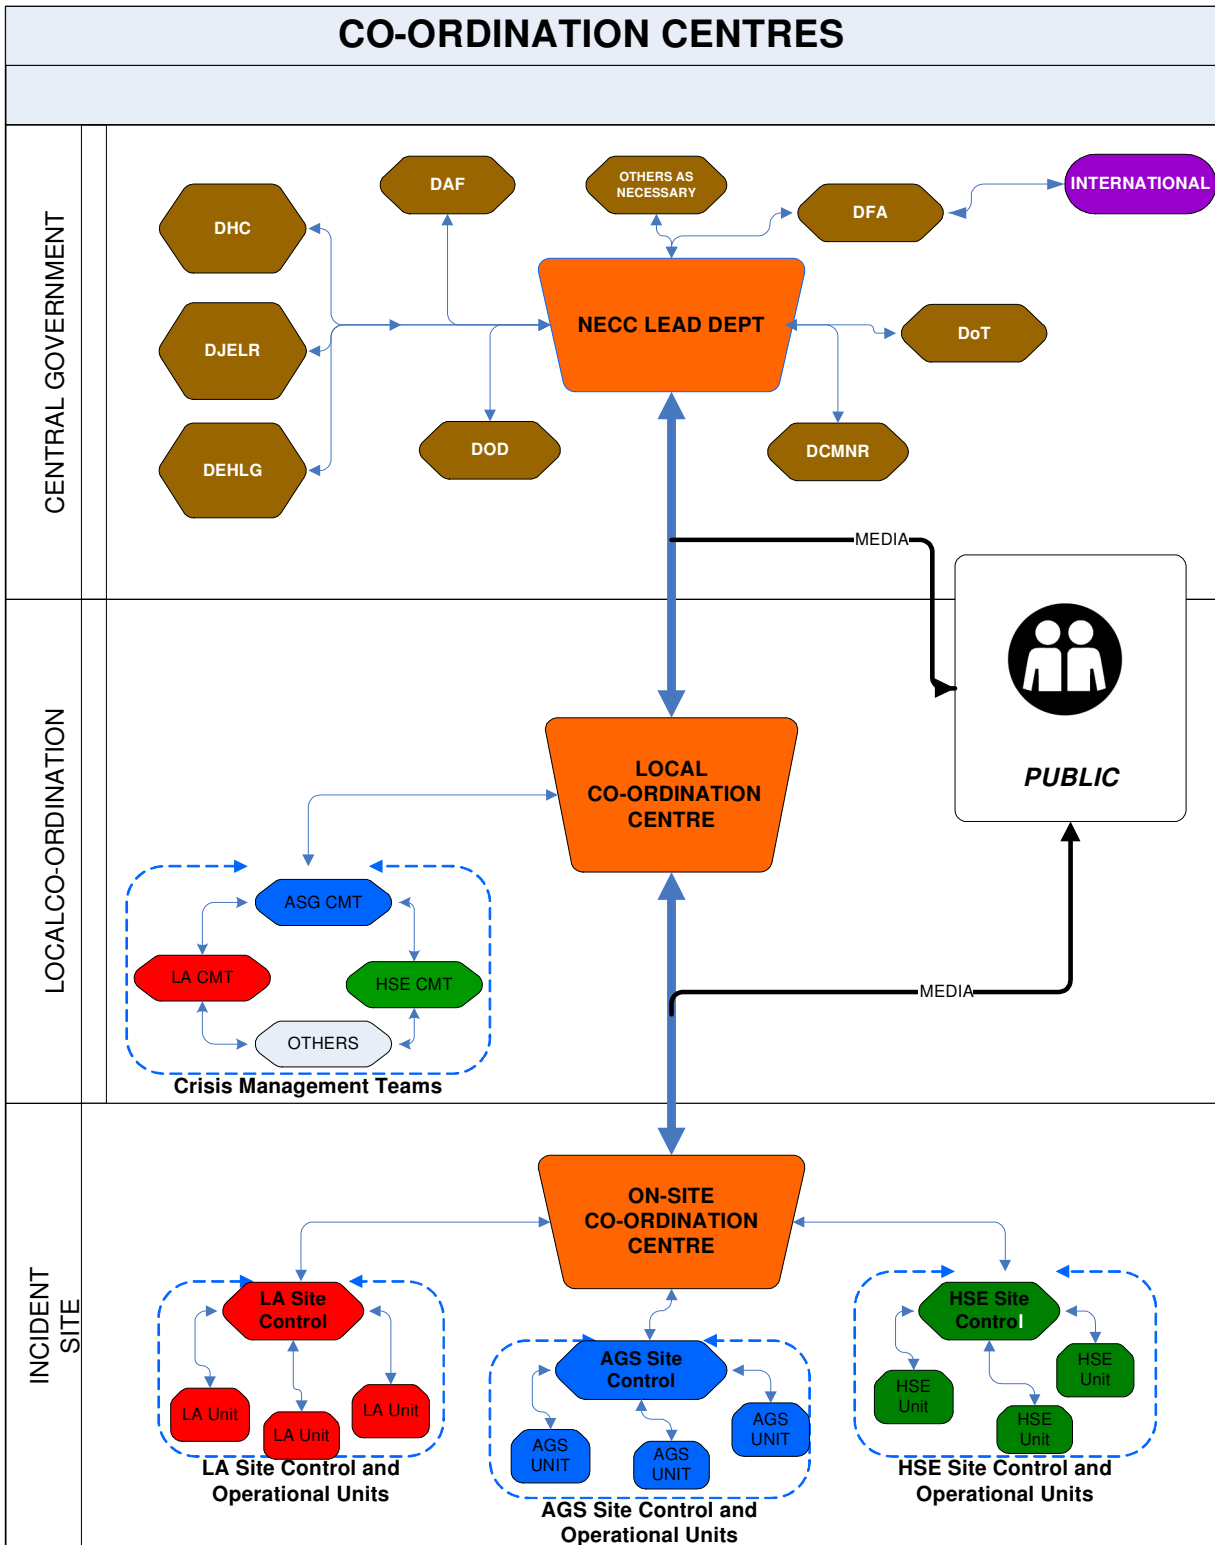 CO-ORDINATION CENTRES
CENTRAL GOVERNMENT
DHC
DAF
OTHERS AS
NECESSARY
DFA
INTERNATIONAL
DJELR
NECC LEAD DEPT
DoT
DEHLG
DOD
DCMNR
MEDIA
PUBLIC
LOCALCO-ORDINATION
LOCAL
CO-ORDINATION
CENTRE
ASG CMT
LA CMT
HSE CMT
OTHERS
Crisis Management Teams
MEDIA
INCIDENT
SITE
ON-SITE
CO-ORDINATION
CENTRE
LA Site
Control
LA Unit
LA Unit
LA Unit
LA Site Control and
Operational Units
AGS Site
Control
AGS
UNIT
AGS
UNIT
AGS
UNIT
AGS Site Control and
Operational Units
HSE Site
Control
HSE
Unit
HSE
Unit
HSE
Unit
HSE Site Control and
Operational Units